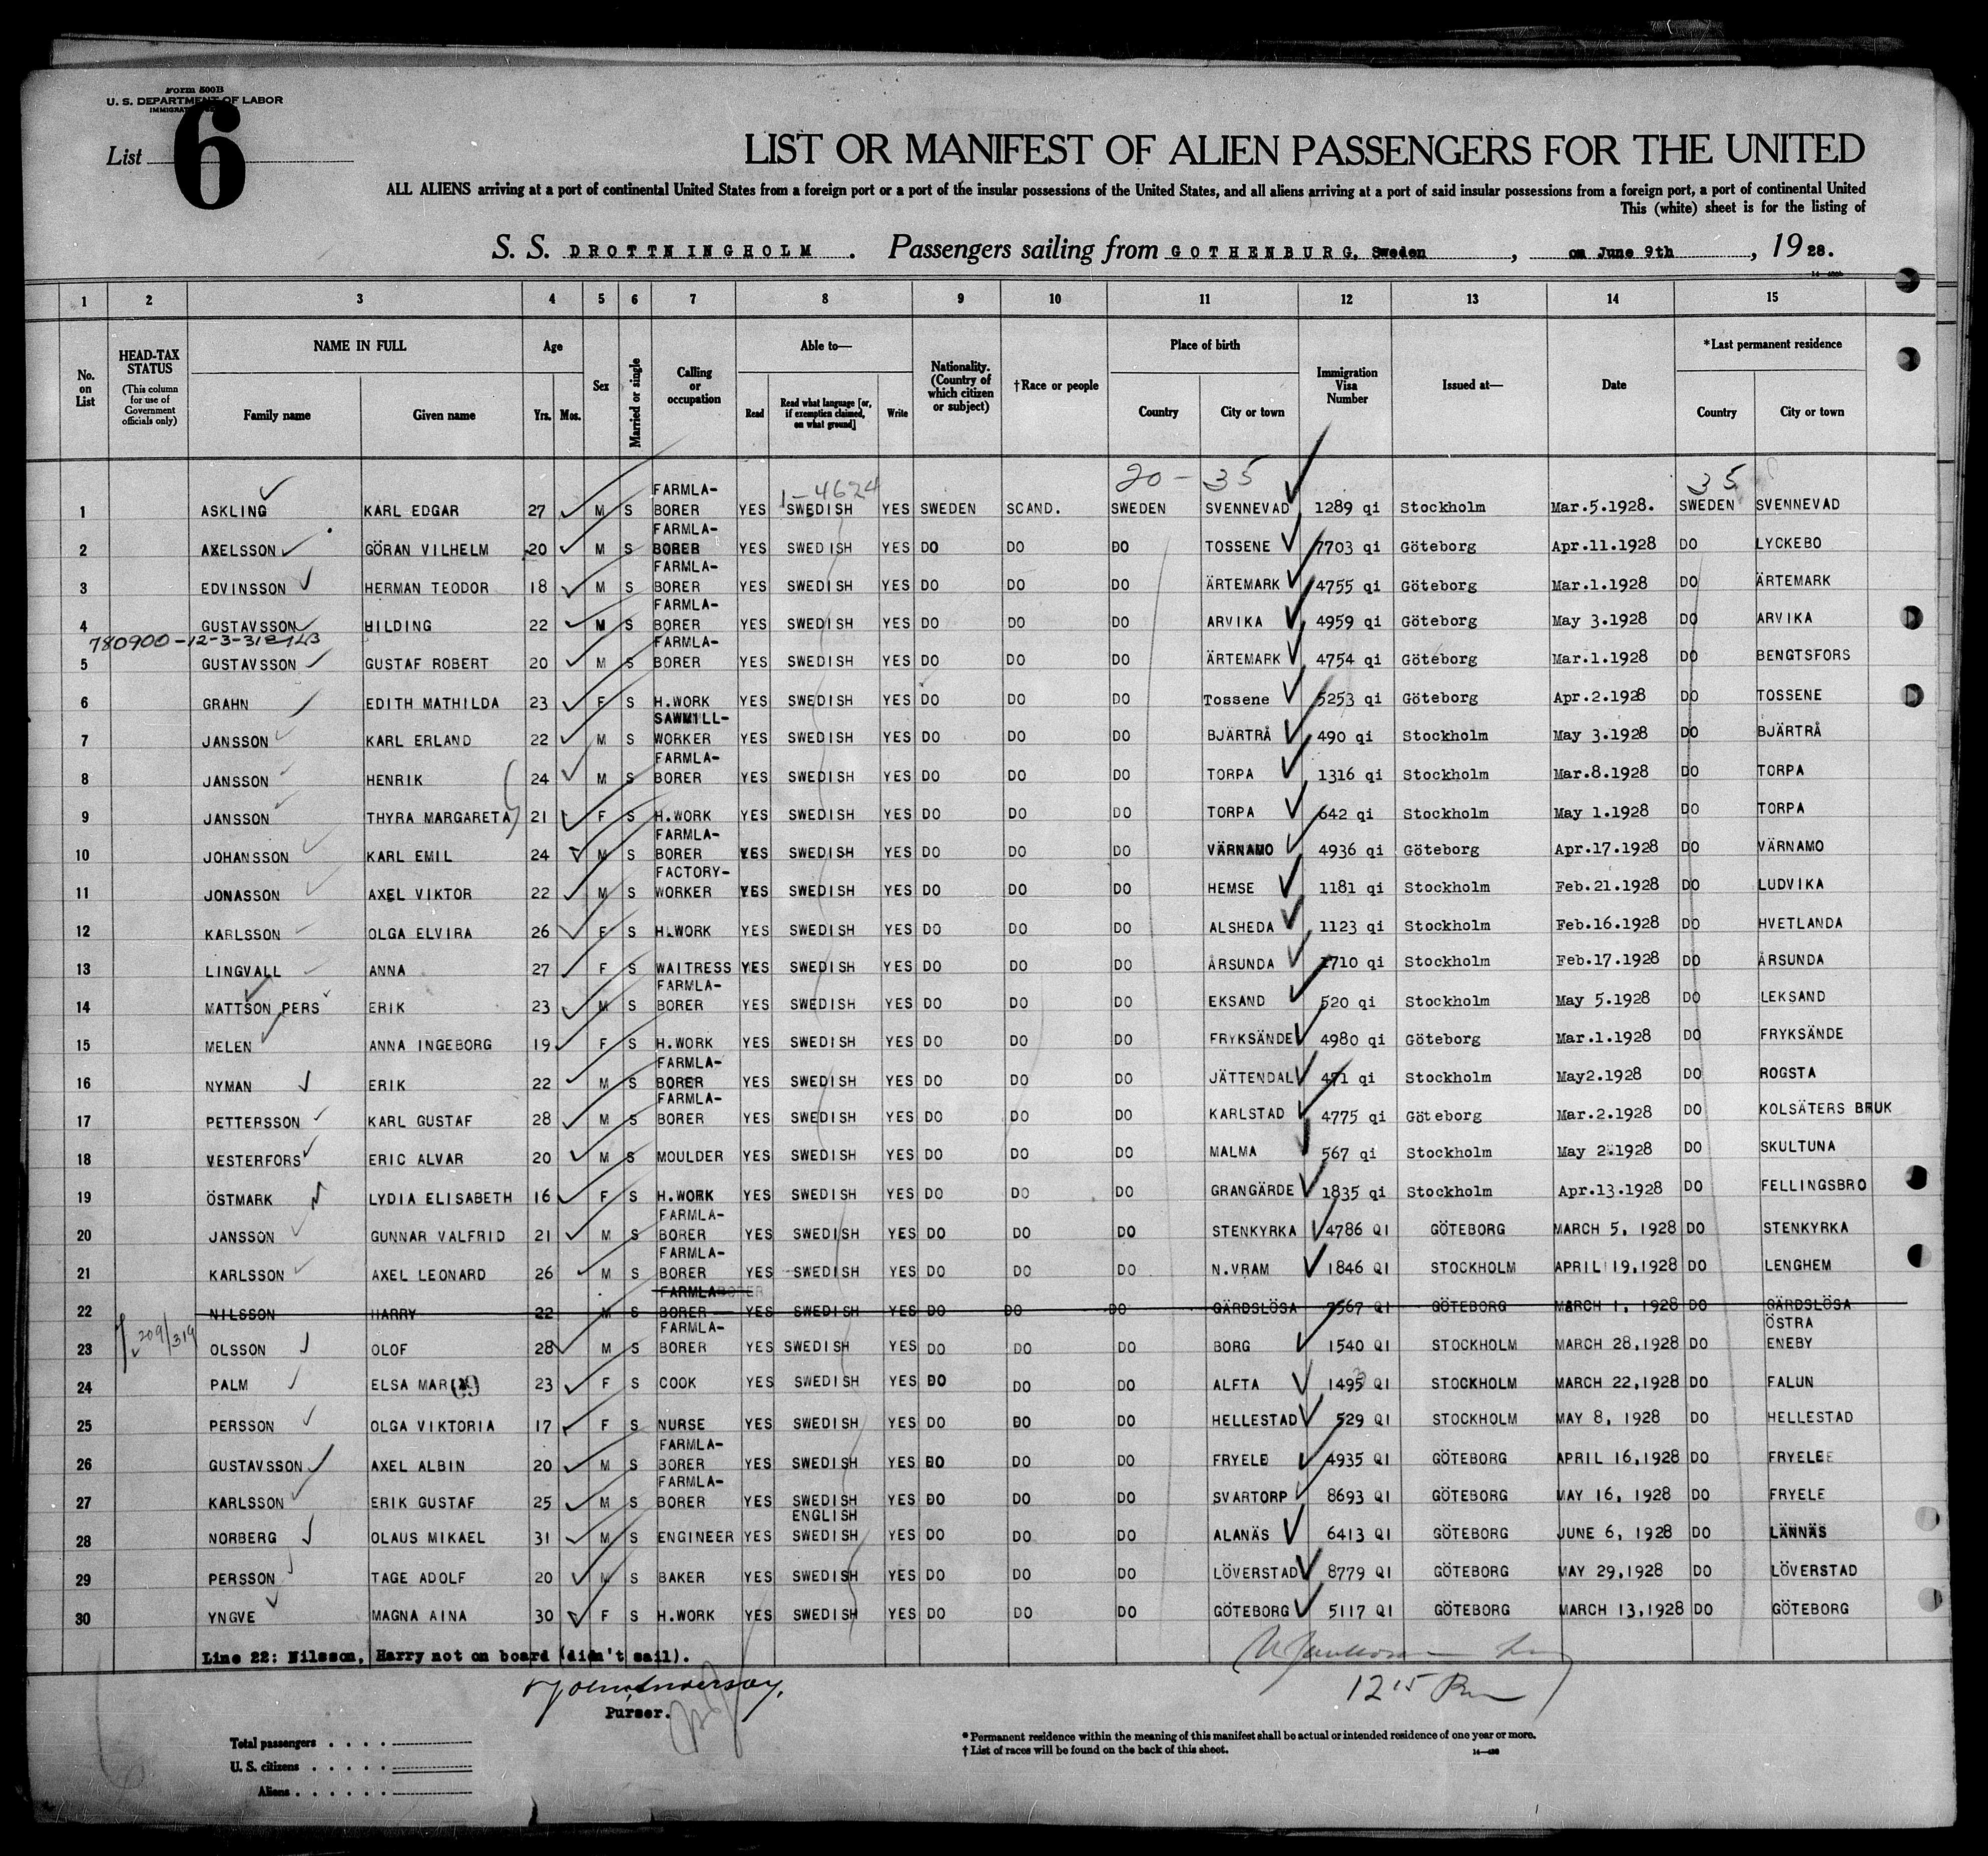 Form 500B
U. S. DEPARTMENT OF LABOR
List 6
LIST OR MANIFEST OF ALIEN PASSENGERS FOR THE UNITED
ALL ALIENS arriving at a port of continental United States from a foreign port or a port of the insular possessions of the United States, and all aliens arriving at a port of said insular possessions from a foreign port, a port of continental United
This (white) sheet is for the listing of
S. S. DROTTNINGHOLM. Passengers sailing from GOTHENBURG, Sweden, on June 9th, 1928.
1 2 3 4 5 6 7 8 9 10 11 12 13 14 15
No. on List
HEAD-TAX STATUS (This column for use of Government officials only)
NAME IN FULL Family name Given name
Age Yrs. Mos.
Sex
Married or single
Calling or occupation
Able to— Read Read what language [or, if exemption claimed, on what ground] Write
Nationality. (Country of which citizen or subject)
†Race or people
Place of birth Country City or town
Immigration Visa Number
Issued at—
Date
*Last permanent residence Country City or town
1-4624 20 - 35 35
1 ASKLING KARL EDGAR 27 M S FARMLA-BORER YES SWEDISH YES SWEDEN SCAND. SWEDEN SVENNEVAD 1289 qi Stockholm Mar.5.1928. SWEDEN SVENNEVAD
2 AXELSSON GÖRAN VILHELM 20 M S FARMLA-BORER YES SWEDISH YES DO DO DO TOSSENE 7703 qi Göteborg Apr.11.1928 DO LYCKEBO
3 EDVINSSON HERMAN TEODOR 18 M S FARMLA-BORER YES SWEDISH YES DO DO DO ÄRTEMARK 4755 qi Göteborg Mar.1.1928 DO ÄRTEMARK
4 GUSTAVSSON HILDING 22 M S FARMLA-BORER YES SWEDISH YES DO DO DO ARVIKA 4959 qi Göteborg May 3.1928 DO ARVIKA
5 GUSTAVSSON GUSTAF ROBERT 20 M S FARMLA-BORER YES SWEDISH YES DO DO DO ÄRTEMARK 4754 qi Göteborg Mar.1.1928 DO BENGTSFORS
6 GRAHN EDITH MATHILDA 23 F S H.WORK YES SWEDISH YES DO DO DO Tossene 5253 qi Göteborg Apr.2.1928 DO TOSSENE
7 JANSSON KARL ERLAND 22 M S SAWMILL-WORKER YES SWEDISH YES DO DO DO BJÄRTRÅ 490 qi Stockholm May 3.1928 DO BJÄRTRÅ
8 JANSSON HENRIK 24 M S FARMLA-BORER YES SWEDISH YES DO DO DO TORPA 1316 qi Stockholm Mar.8.1928 DO TORPA
9 JANSSON THYRA MARGARETA 21 F S H.WORK YES SWEDISH YES DO DO DO TORPA 642 qi Stockholm May 1.1928 DO TORPA
10 JOHANSSON KARL EMIL 24 M S FARMLA-BORER YES SWEDISH YES DO DO DO VÄRNAMO 4936 qi Göteborg Apr.17.1928 DO VÄRNAMO
11 JONASSON AXEL VIKTOR 22 M S FACTORY-WORKER YES SWEDISH YES DO DO DO HEMSE 1181 qi Stockholm Feb.21.1928 DO LUDVIKA
12 KARLSSON OLGA ELVIRA 26 F S H.WORK YES SWEDISH YES DO DO DO ALSHEDA 1123 qi Stockholm Feb.16.1928 DO HVETLANDA
13 LINGVALL ANNA 27 F S WAITRESS YES SWEDISH YES DO DO DO ÅRSUNDA 1710 qi Stockholm Feb.17.1928 DO ÅRSUNDA
14 MATTSON PERS ERIK 23 M S FARMLA-BORER YES SWEDISH YES DO DO DO EKSAND 520 qi Stockholm May 5.1928 DO LEKSAND
15 MELEN ANNA INGEBORG 19 F S H.WORK YES SWEDISH YES DO DO DO FRYKSÄNDE 4980 qi Göteborg Mar.1.1928 DO FRYKSÄNDE
16 NYMAN ERIK 22 M S FARMLA-BORER YES SWEDISH YES DO DO DO JÄTTENDAL 471 qi Stockholm May2.1928 DO ROGSTA
17 PETTERSSON KARL GUSTAF 28 M S FARMLA-BORER YES SWEDISH YES DO DO DO KARLSTAD 4775 qi Göteborg Mar.2.1928 DO KOLSÄTERS BRUK
18 VESTERFORS ERIC ALVAR 20 M S MOULDER YES SWEDISH YES DO DO DO MALMA 567 qi Stockholm May 2.1928 DO SKULTUNA
19 ÖSTMARK LYDIA ELISABETH 16 F S H.WORK YES SWEDISH YES DO DO DO GRANGÄRDE 1835 qi Stockholm Apr.13.1928 DO FELLINGSBRO
20 JANSSON GUNNAR VALFRID 21 M S FARMLA-BORER YES SWEDISH YES DO DO DO STENKYRKA 4786 QI GÖTEBORG MARCH 5, 1928 DO STENKYRKA
21 KARLSSON AXEL LEONARD 26 M S FARMLA-BORER YES SWEDISH YES DO DO DO N.VRAM 1846 QI STOCKHOLM APRIL 19,1928 DO LENGHEM
22 NILSSON HARRY 22 M S FARMLABORER BORER YES SWEDISH YES DO DO DO GÄRDSLÖSA 7567 QI GÖTEBORG MARCH 1, 1928 DO GÄRDSLÖSA
209/319
23 OLSSON OLOF 28 M S FARMLA-BORER YES SWEDISH YES DO DO DO BORG 1540 QI STOCKHOLM MARCH 28,1928 DO ÖSTRA ENEBY
24 PALM ELSA MARIA 23 F S COOK YES SWEDISH YES DO DO DO ALFTA 1493 QI STOCKHOLM MARCH 22,1928 DO FALUN
25 PERSSON OLGA VIKTORIA 17 F S NURSE YES SWEDISH YES DO DO DO HELLESTAD 529 QI STOCKHOLM MAY 8, 1928 DO HELLESTAD
26 GUSTAVSSON AXEL ALBIN 20 M S FARMLA-BORER YES SWEDISH YES DO DO DO FRYELE 4935 QI GÖTEBORG APRIL 16,1928 DO FRYELE
27 KARLSSON ERIK GUSTAF 25 M S FARMLA-BORER YES SWEDISH YES DO DO DO SVARTORP 8693 QI GÖTEBORG MAY 16, 1928 DO FRYELE
28 NORBERG OLAUS MIKAEL 31 M S ENGINEER YES ENGLISH SWEDISH YES DO DO DO ALANÄS 6413 QI GÖTEBORG JUNE 6, 1928 DO LÄNNÄS
29 PERSSON TAGE ADOLF 20 M S BAKER YES SWEDISH YES DO DO DO LÖVERSTAD 8779 QI GÖTEBORG MAY 29,1928 DO LÖVERSTAD
30 YNGVE MAGNA AINA 30 F S H.WORK YES SWEDISH YES DO DO DO GÖTEBORG 5117 QI GÖTEBORG MARCH 13,1928 DO GÖTEBORG
Line 22: Nilsson, Harry not on board (didn't sail).
Purser.
Total passengers
U. S. citizens
Aliens
* Permanent residence within the meaning of this manifest shall be actual or intended residence of one year or more.
† List of races will be found on the back of this sheet.